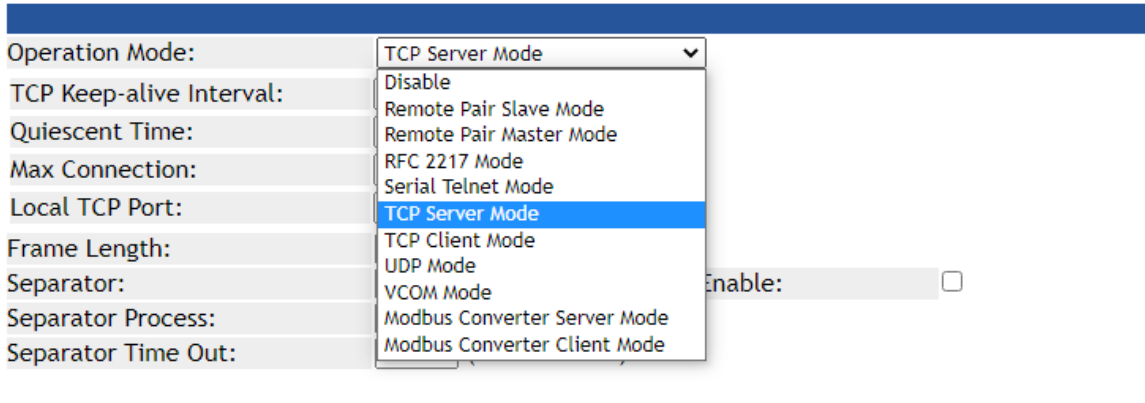 Operation Mode: TCP Server Mode
Disable
TCP Keep-alive Interval:
Remote Pair Slave Mode
Quiescent Time:
Remote Pair Master Mode
RFC 2217 Mode
Max Connection:
Serial Telnet Mode
Local TCP Port:
TCP Server Mode
TCP Client Mode
Frame Length:
UDP Mode
Separator: Enable:
VCOM Mode
Separator Process:
Modbus Converter Server Mode
Separator Time Out:
Modbus Converter Client Mode